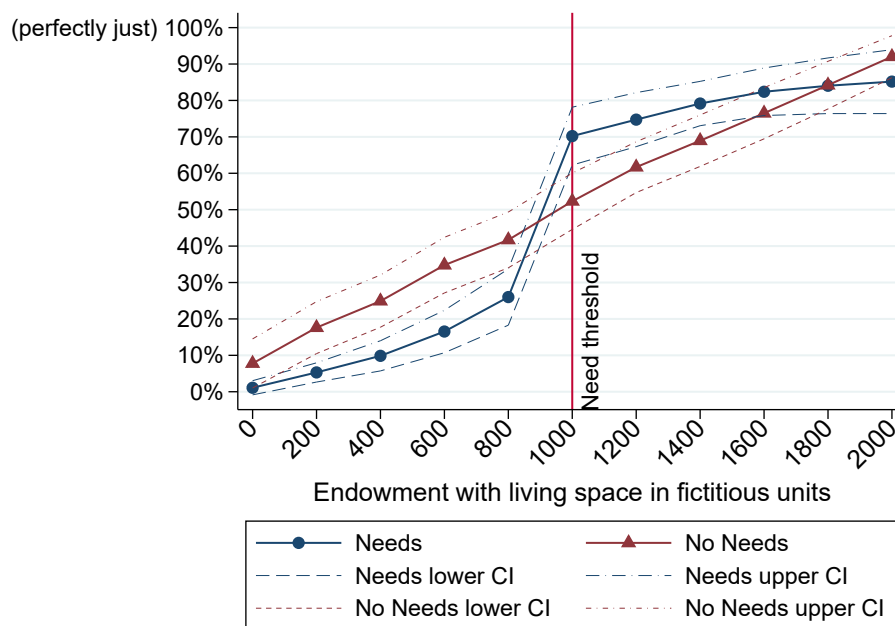 (perfectly just) 100%
90%
80%
70%
60%
50%
40%
30%
20%
10%
0%
Need threshold
0 200 400 600 800 1000 1200 1400 1600 1800 2000
Endowment with living space in fictitious units
Needs No Needs
Needs lower CI Needs upper CI
No Needs lower CI No Needs upper CI